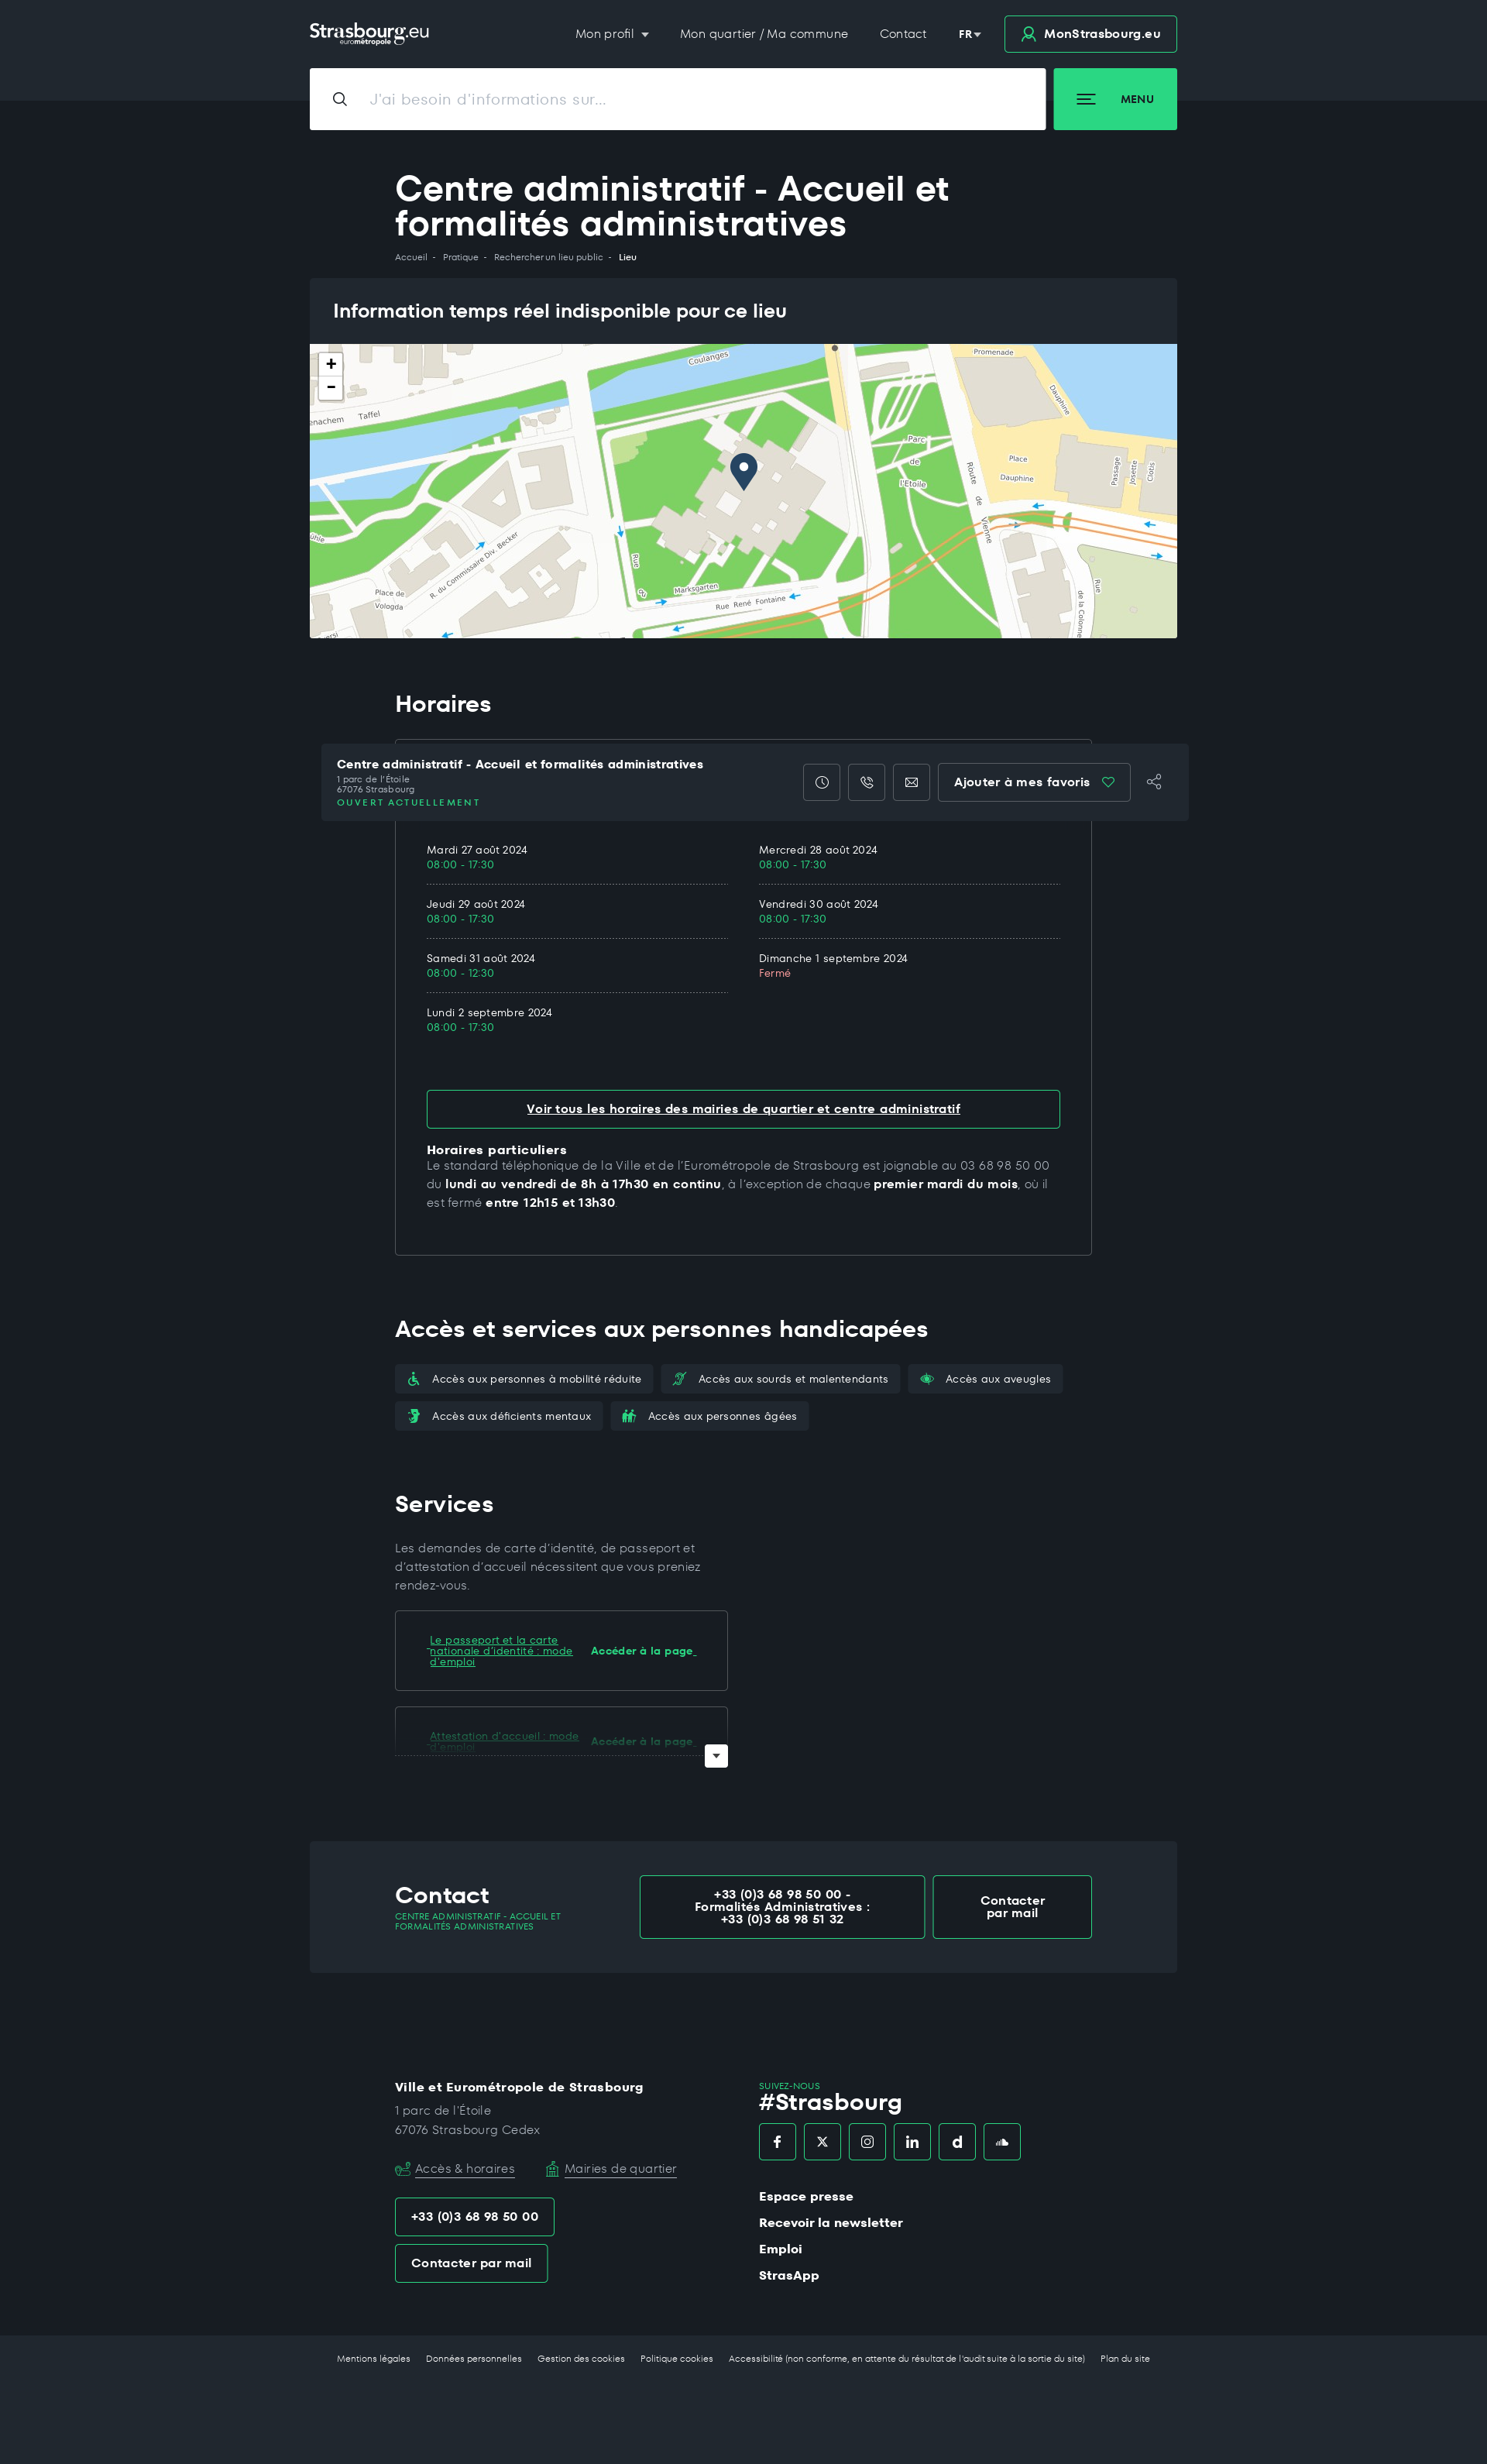 Strasbourg.eu
eurométropole
Mon profil
Mon quartier / Ma commune
Contact
FR
MonStrasbourg.eu
J'ai besoin d'informations sur...
MENU
Centre administratif - Accueil et
formalités administratives
Accueil - Pratique - Rechercher un lieu public - Lieu
Information temps réel indisponible pour ce lieu
+
-
Coulanges
Promenade
Dauphine
Taffel
Parc
de
l'Etoile
Place
Dauphine
Passage
Josette
Clotis
Route
de
Vienne
R. du Commissaire Div. Becker
Rue
Marksgarten
Rue René Fontaine
Place de
Vologda
Rue
de la Colonne
Horaires
Centre administratif - Accueil et formalités administratives
1 parc de l'Étoile
67076 Strasbourg
OUVERT ACTUELLEMENT
Ajouter à mes favoris
Mardi 27 août 2024
08:00 - 17:30
Mercredi 28 août 2024
08:00 - 17:30
Jeudi 29 août 2024
08:00 - 17:30
Vendredi 30 août 2024
08:00 - 17:30
Samedi 31 août 2024
08:00 - 12:30
Dimanche 1 septembre 2024
Fermé
Lundi 2 septembre 2024
08:00 - 17:30
Voir tous les horaires des mairies de quartier et centre administratif
Horaires particuliers
Le standard téléphonique de la Ville et de l'Eurométropole de Strasbourg est joignable au 03 68 98 50 00
du lundi au vendredi de 8h à 17h30 en continu, à l'exception de chaque premier mardi du mois, où il
est fermé entre 12h15 et 13h30.
Accès et services aux personnes handicapées
Accès aux personnes à mobilité réduite
Accès aux sourds et malentendants
Accès aux aveugles
Accès aux déficients mentaux
Accès aux personnes âgées
Services
Les demandes de carte d'identité, de passeport et
d'attestation d'accueil nécessitent que vous preniez
rendez-vous.
Le passeport et la carte
nationale d'identité : mode
d'emploi
Accéder à la page
Attestation d'accueil : mode
d'emploi
Accéder à la page
Contact
CENTRE ADMINISTRATIF - ACCUEIL ET
FORMALITÉS ADMINISTRATIVES
+33 (0)3 68 98 50 00 -
Formalités Administratives :
+33 (0)3 68 98 51 32
Contacter
par mail
Ville et Eurométropole de Strasbourg
1 parc de l'Étoile
67076 Strasbourg Cedex
Accès & horaires
Mairies de quartier
+33 (0)3 68 98 50 00
Contacter par mail
SUIVEZ-NOUS
#Strasbourg
Espace presse
Recevoir la newsletter
Emploi
StrasApp
Mentions légales
Données personnelles
Gestion des cookies
Politique cookies
Accessibilité (non conforme, en attente du résultat de l'audit suite à la sortie du site)
Plan du site